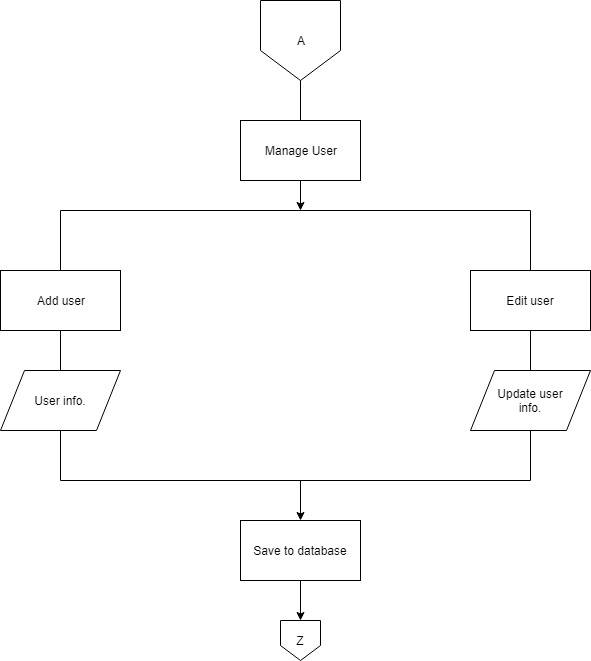 A
Manage User
Add user
Edit user
User info.
Update user
info.
Save to database
Z